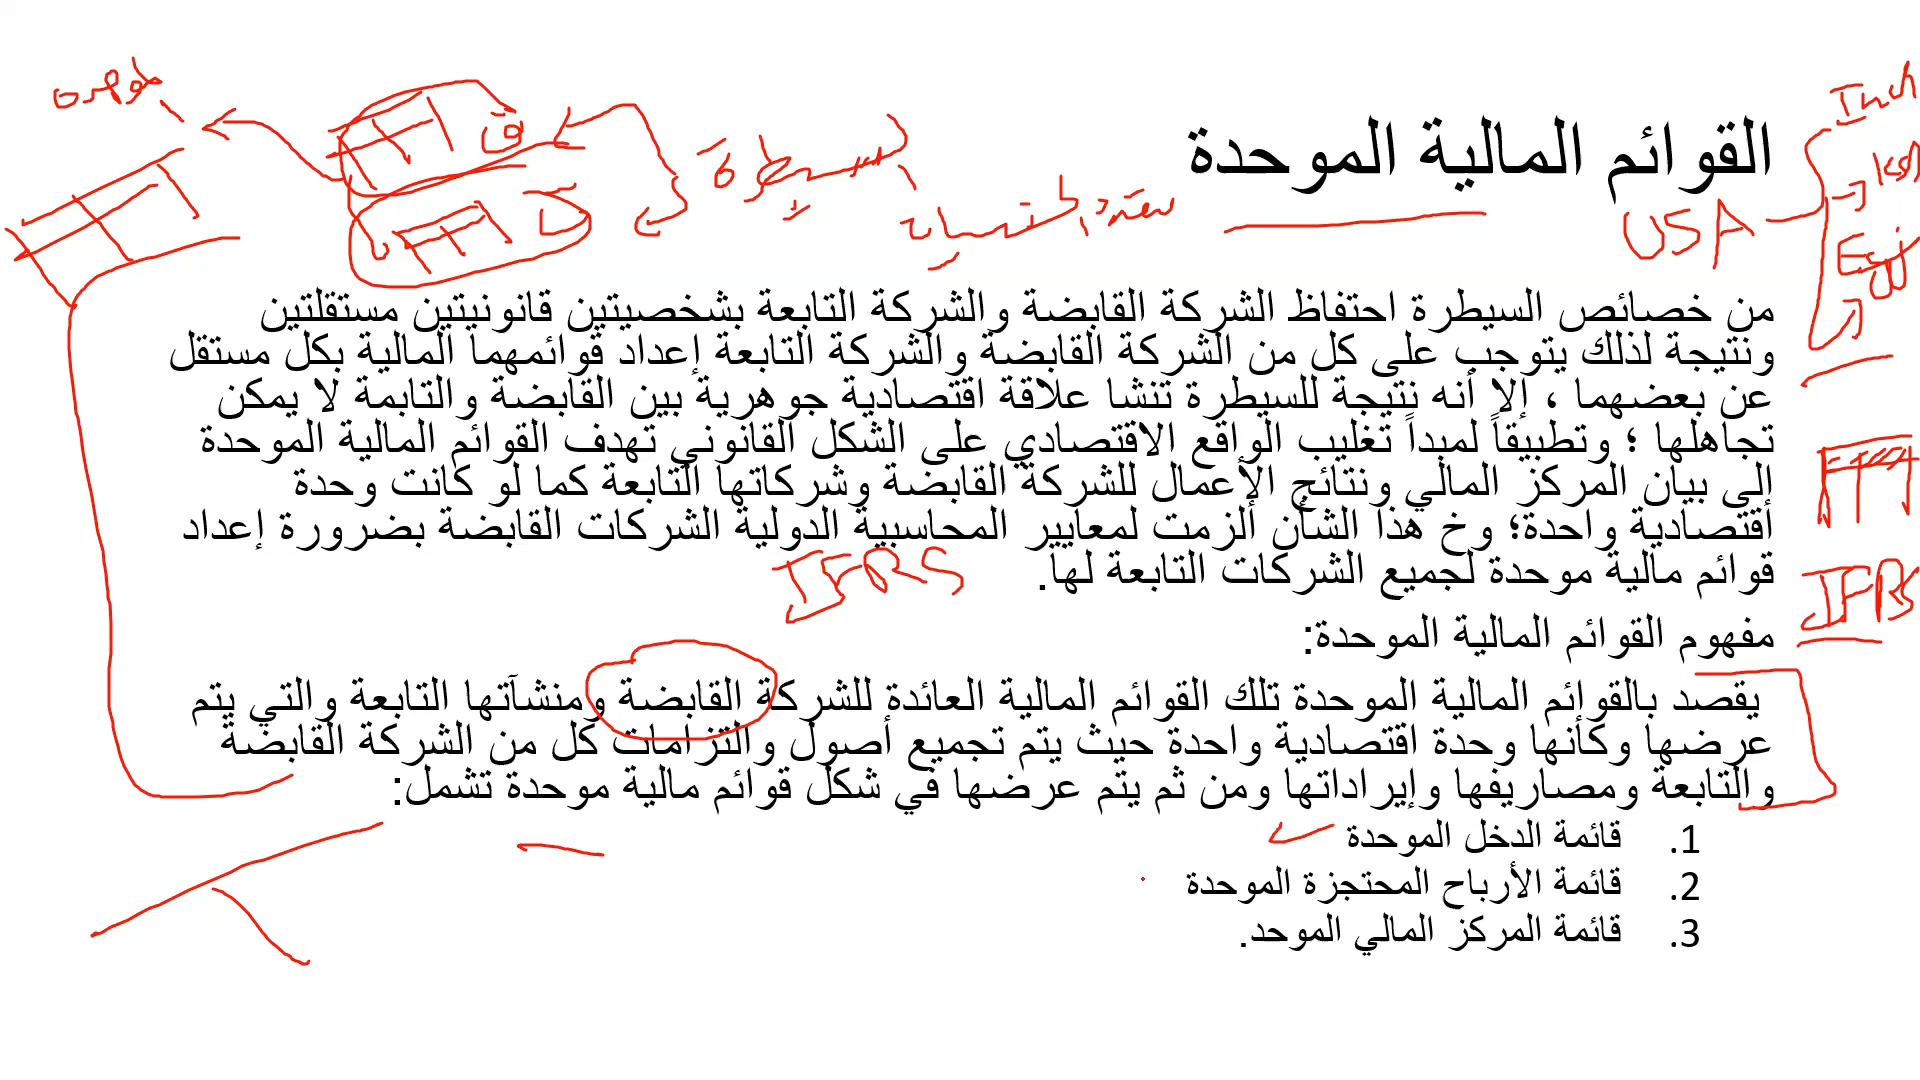 موحدة
السيطرة
متعدد الجنسيات
ق
ت
القوائم المالية الموحدة
USA
KSA
من خصائص السيطرة احتفاظ الشركة القابضة والشركة التابعة بشخصيتين قانونيتين مستقلتين
ونتيجة لذلك يتوجب على كل من الشركة القابضة والشركة التابعة إعداد قوائمهما المالية بكل مستقل
عن بعضهما ، إلا أنه نتيجة للسيطرة تنشا علاقة اقتصادية جوهرية بين القابضة والتابمة لا يمكن
تجاهلها ؛ وتطبيقاً لمبدأ تغليب الواقع الاقتصادي على الشكل القانوني تهدف القوائم المالية الموحدة
إلى بيان المركز المالي ونتائج الأعمال للشركة القابضة وشركاتها التابعة كما لو كانت وحدة
اقتصادية واحدة؛ وخ هذا الشأن ألزمت لمعايير المحاسبية الدولية الشركات القابضة بضرورة إعداد
قوائم مالية موحدة لجميع الشركات التابعة لها.
IFRS
IFRS
مفهوم القوائم المالية الموحدة:
يقصد بالقوائم المالية الموحدة تلك القوائم المالية العائدة للشركة القابضة ومنشآتها التابعة والتي يتم
عرضها وكأنها وحدة اقتصادية واحدة حيث يتم تجميع أصول والتزامات كل من الشركة القابضة
والتابعة ومصاريفها وإيراداتها ومن ثم يتم عرضها في شكل قوائم مالية موحدة تشمل:
1. قائمة الدخل الموحدة
2. قائمة الأرباح المحتجزة الموحدة
3. قائمة المركز المالي الموحد.